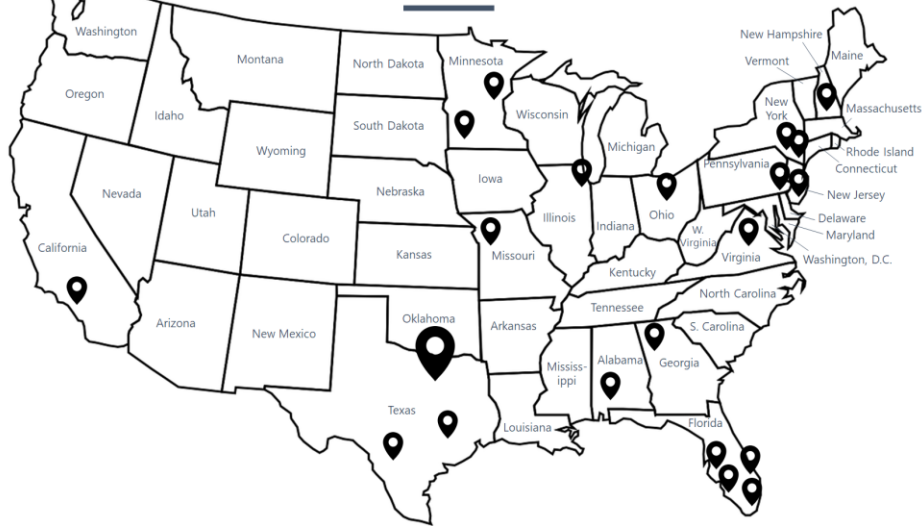 Washington
Montana
North Dakota
Minnesota
New Hampshire
Maine
Vermont
Oregon
Idaho
South Dakota
Wisconsin
New
York
Massachusetts
Wyoming
Michigan
Rhode Island
Connecticut
Pennsylvania
Nevada
Nebraska
Iowa
New Jersey
Utah
Illinois
Indiana
Ohio
Delaware
Maryland
California
Colorado
Kansas
Missouri
W.
Virginia
Virginia
Washington, D.C.
Kentucky
North Carolina
Tennessee
Arizona
New Mexico
Oklahoma
Arkansas
S. Carolina
Mississ-
ippi
Alabama
Georgia
Texas
Louisiana
Florida